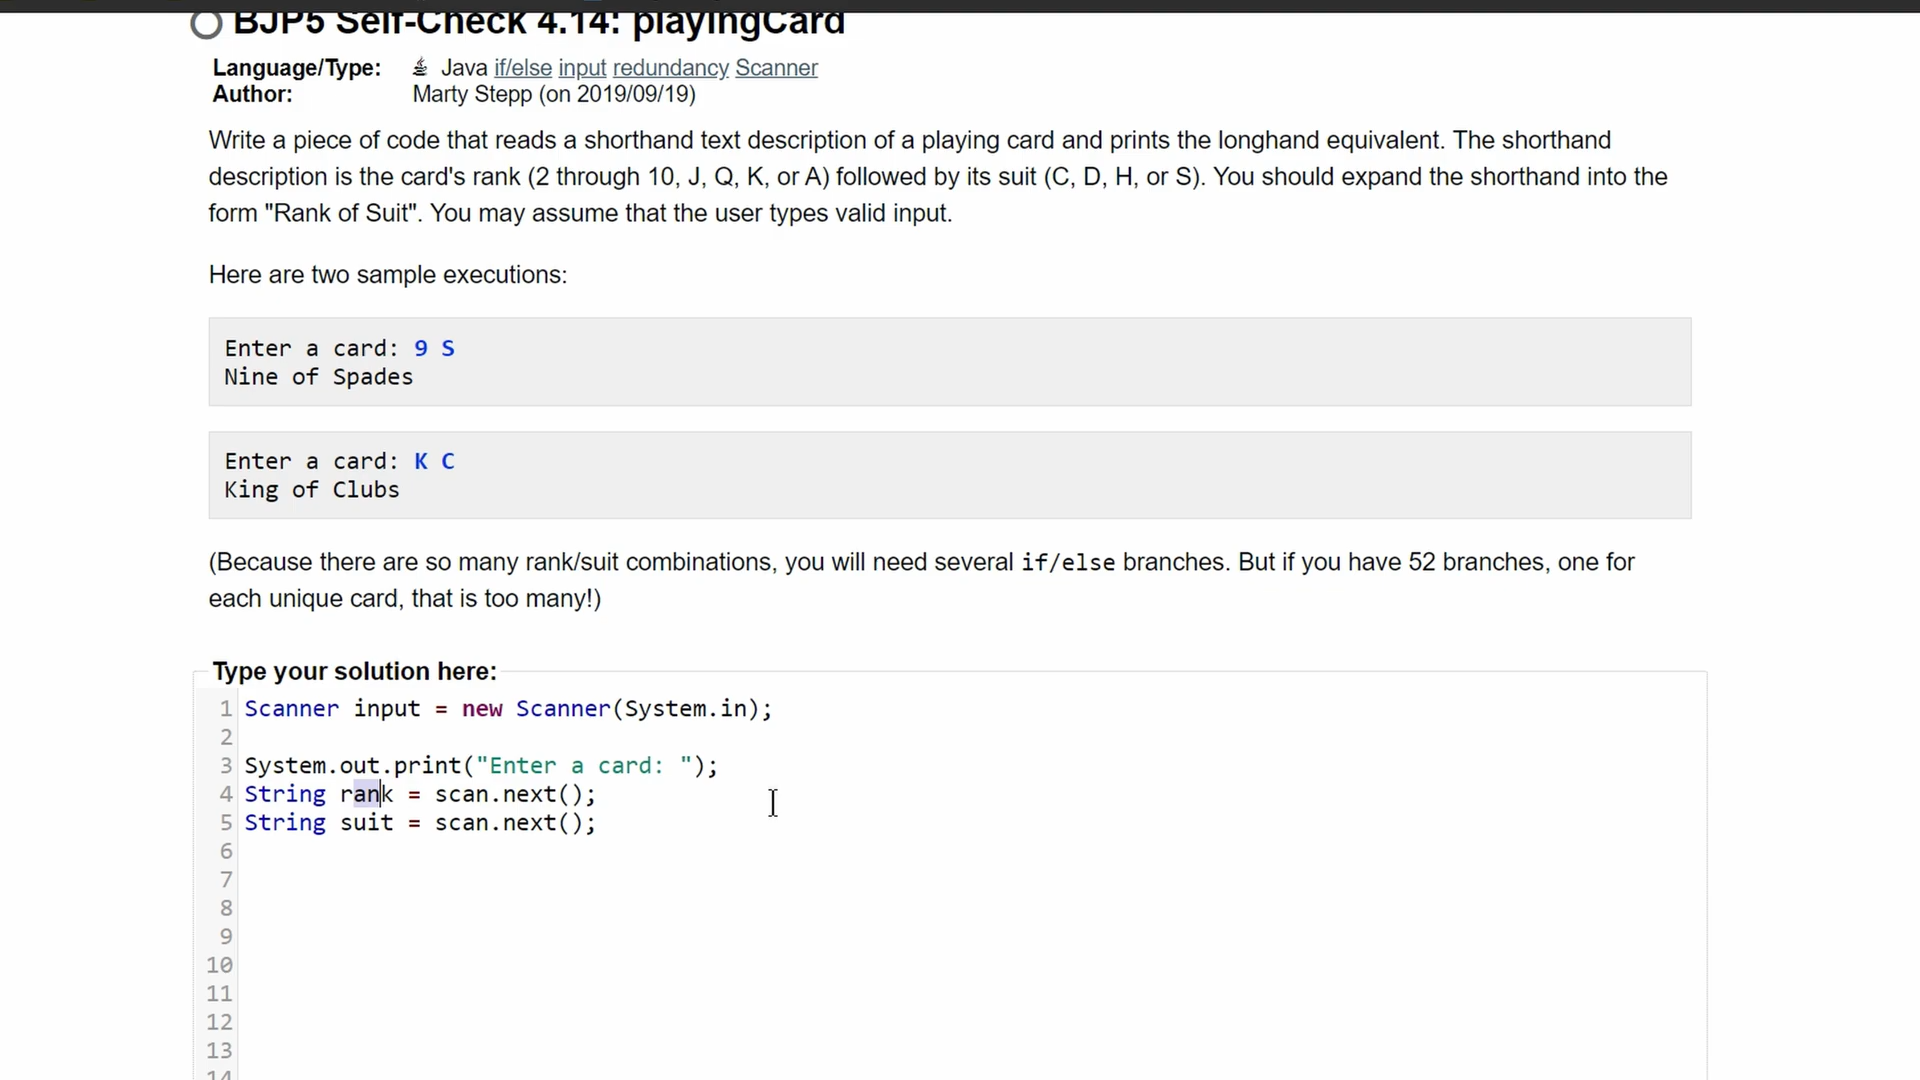 BJP5 Self-Check 4.14: playingCard
Language/Type: Java if/else input redundancy Scanner
Author: Marty Stepp (on 2019/09/19)
Write a piece of code that reads a shorthand text description of a playing card and prints the longhand equivalent. The shorthand
description is the card's rank (2 through 10, J, Q, K, or A) followed by its suit (C, D, H, or S). You should expand the shorthand into the
form "Rank of Suit". You may assume that the user types valid input.
Here are two sample executions:
Enter a card: 9 S
Nine of Spades
Enter a card: K C
King of Clubs
(Because there are so many rank/suit combinations, you will need several if/else branches. But if you have 52 branches, one for
each unique card, that is too many!)
Type your solution here:
1 Scanner input = new Scanner(System.in);
2
3 System.out.print("Enter a card: ");
4 String rank = scan.next();
5 String suit = scan.next();
6
7
8
9
10
11
12
13
14